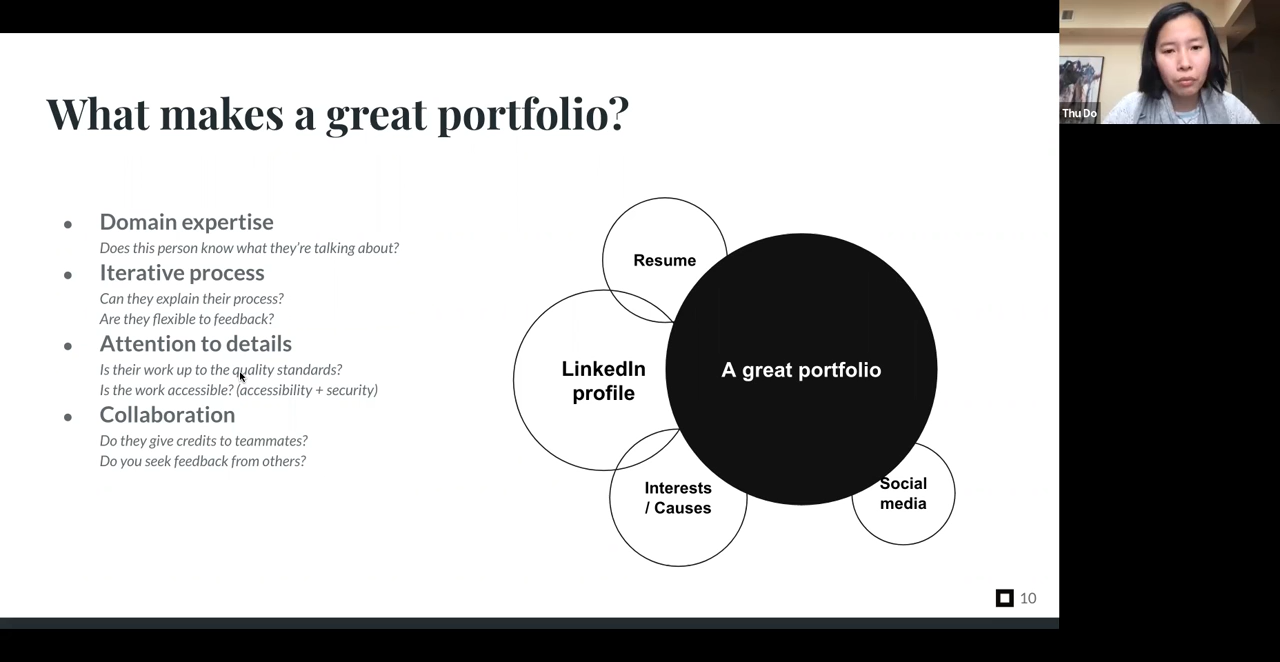 What makes a great portfolio?
Thu Do
● Domain expertise
Does this person know what they're talking about?
● Iterative process
Can they explain their process?
Are they flexible to feedback?
● Attention to details
Is their work up to the quality standards?
Is the work accessible? (accessibility + security)
● Collaboration
Do they give credits to teammates?
Do you seek feedback from others?
Resume
LinkedIn
profile
A great portfolio
Interests
/ Causes
Social
media
10